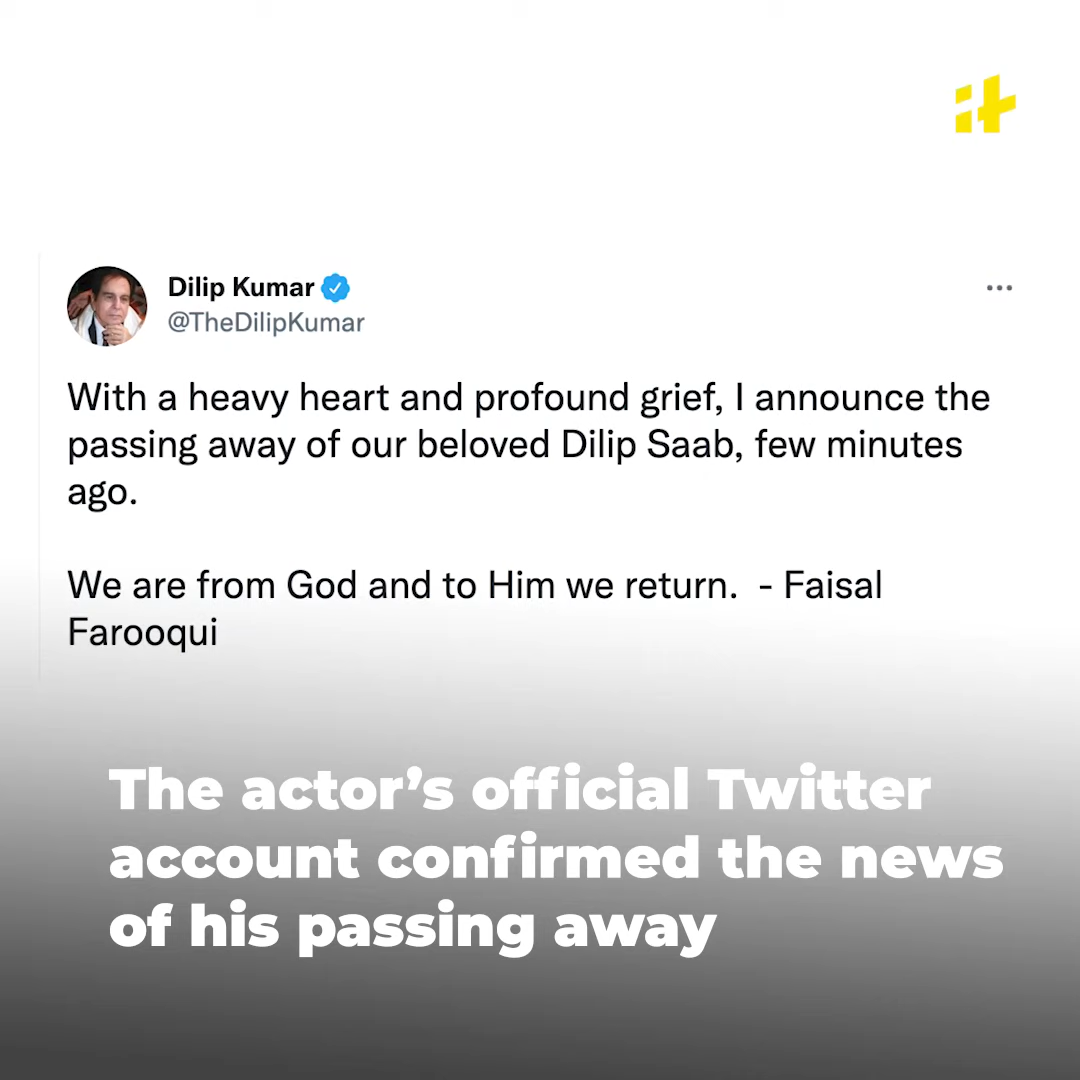 Dilip Kumar
@TheDilipKumar
With a heavy heart and profound grief, I announce the
passing away of our beloved Dilip Saab, few minutes
ago.
We are from God and to Him we return.  - Faisal
Farooqui
The actor’s official Twitter
account confirmed the news
of his passing away